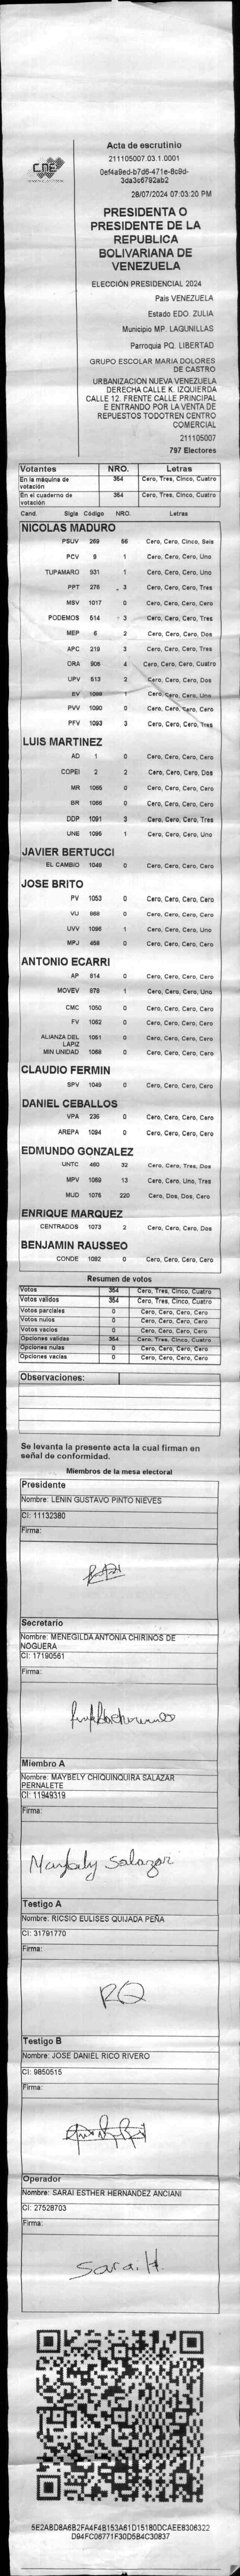 CNE
Acta de escrutinio
211105007.03.1.0001
0ef4a9ed-b7d6-471e-8c9d-
3da3c6792ab2
28/07/2024 07:03:20 PM
PRESIDENTA O
PRESIDENTE DE LA
REPUBLICA
BOLIVARIANA DE
VENEZUELA
ELECCIÓN PRESIDENCIAL 2024
Pais VENEZUELA
Estado EDO. ZULIA
Municipio MP. LAGUNILLAS
Parroquia PQ. LIBERTAD
GRUPO ESCOLAR MARIA DOLORES
DE CASTRO
URBANIZACION NUEVA VENEZUELA
DERECHA CALLE K. IZQUIERDA
CALLE 12. FRENTE CALLE PRINCIPAL
E ENTRANDO POR LA VENTA DE
REPUESTOS TODOTREN CENTRO
COMERCIAL
211105007
797 Electores
Votantes NRO. Letras
En la máquina de votación 354 Cero, Tres, Cinco, Cuatro
En el cuaderno de votación 354 Cero, Tres, Cinco, Cuatro
Cand. Sigla Código NRO. Letras
NICOLAS MADURO
PSUV 269 56 Cero, Cero, Cinco, Seis
PCV 9 1 Cero, Cero, Cero, Uno
TUPAMARO 931 1 Cero, Cero, Cero, Uno
PPT 276 3 Cero, Cero, Cero, Tres
MSV 1017 0 Cero, Cero, Cero, Cero
PODEMOS 514 3 Cero, Cero, Cero, Tres
MEP 6 2 Cero, Cero, Cero, Dos
APC 219 3 Cero, Cero, Cero, Tres
ORA 906 4 Cero, Cero, Cero, Cuatro
UPV 613 2 Cero, Cero, Cero, Dos
EV 1089 1 Cero, Cero, Cero, Uno
PVV 1090 0 Cero, Cero, Cero, Cero
PFV 1093 3 Cero, Cero, Cero, Tres
LUIS MARTINEZ
AD 1 0 Cero, Cero, Cero, Cero
COPEI 2 2 Cero, Cero, Cero, Dos
MR 1065 0 Cero, Cero, Cero, Cero
BR 1066 0 Cero, Cero, Cero, Cero
DDP 1091 3 Cero, Cero, Cero, Tres
UNE 1095 1 Cero, Cero, Cero, Uno
JAVIER BERTUCCI
EL CAMBIO 1048 0 Cero, Cero, Cero, Cero
JOSE BRITO
PV 1053 0 Cero, Cero, Cero, Cero
VU 868 0 Cero, Cero, Cero, Cero
UVV 1096 1 Cero, Cero, Cero, Uno
MPJ 458 0 Cero, Cero, Cero, Cero
ANTONIO ECARRI
AP 814 0 Cero, Cero, Cero, Cero
MOVEV 878 1 Cero, Cero, Cero, Uno
CMC 1050 0 Cero, Cero, Cero, Cero
FV 1062 0 Cero, Cero, Cero, Cero
ALIANZA DEL LAPIZ 1051 0 Cero, Cero, Cero, Cero
MIN UNIDAD 1068 0 Cero, Cero, Cero, Cero
CLAUDIO FERMIN
SPV 1049 0 Cero, Cero, Cero, Cero
DANIEL CEBALLOS
VPA 236 0 Cero, Cero, Cero, Cero
AREPA 1094 0 Cero, Cero, Cero, Cero
EDMUNDO GONZALEZ
UNTC 460 32 Cero, Cero, Tres, Dos
MPV 1069 13 Cero, Cero, Uno, Tres
MUD 1075 220 Cero, Dos, Dos, Cero
ENRIQUE MARQUEZ
CENTRADOS 1073 2 Cero, Cero, Cero, Dos
BENJAMIN RAUSSEO
CONDE 1092 0 Cero, Cero, Cero, Cero
Resumen de votos
Votos 354 Cero, Tres, Cinco, Cuatro
Votos validos 354 Cero, Tres, Cinco, Cuatro
Votos parciales 0 Cero, Cero, Cero, Cero
Votos nulos 0 Cero, Cero, Cero, Cero
Votos vacios 0 Cero, Cero, Cero, Cero
Opciones validas 354 Cero, Tres, Cinco, Cuatro
Opciones nulas 0 Cero, Cero, Cero, Cero
Opciones vacias 0 Cero, Cero, Cero, Cero
Observaciones:
Se levanta la presente acta la cual firman en
señal de conformidad.
Miembros de la mesa electoral
Presidente
Nombre: LENIN GUSTAVO PINTO NIEVES
CI: 11132380
Firma:
Secretario
Nombre: MENEGILDA ANTONIA CHIRINOS DE
NOGUERA
CI: 17190561
Firma:
Miembro A
Nombre: MAYBELY CHIQUINQUIRA SALAZAR
PERNALETE
CI: 11949319
Firma:
Maybely Salazar
Testigo A
Nombre: RICSIO EULISES QUIJADA PEÑA
CI: 31791770
Firma:
RQ
Testigo B
Nombre: JOSE DANIEL RICO RIVERO
CI: 9850515
Firma:
Operador
Nombre: SARAI ESTHER HERNANDEZ ANCIANI
CI: 27528703
Firma:
Sara.H
5E2ABD8A6B2FA4F4B153A61D15180DCAEE8306322
D94FC06771F30D5B4C30837